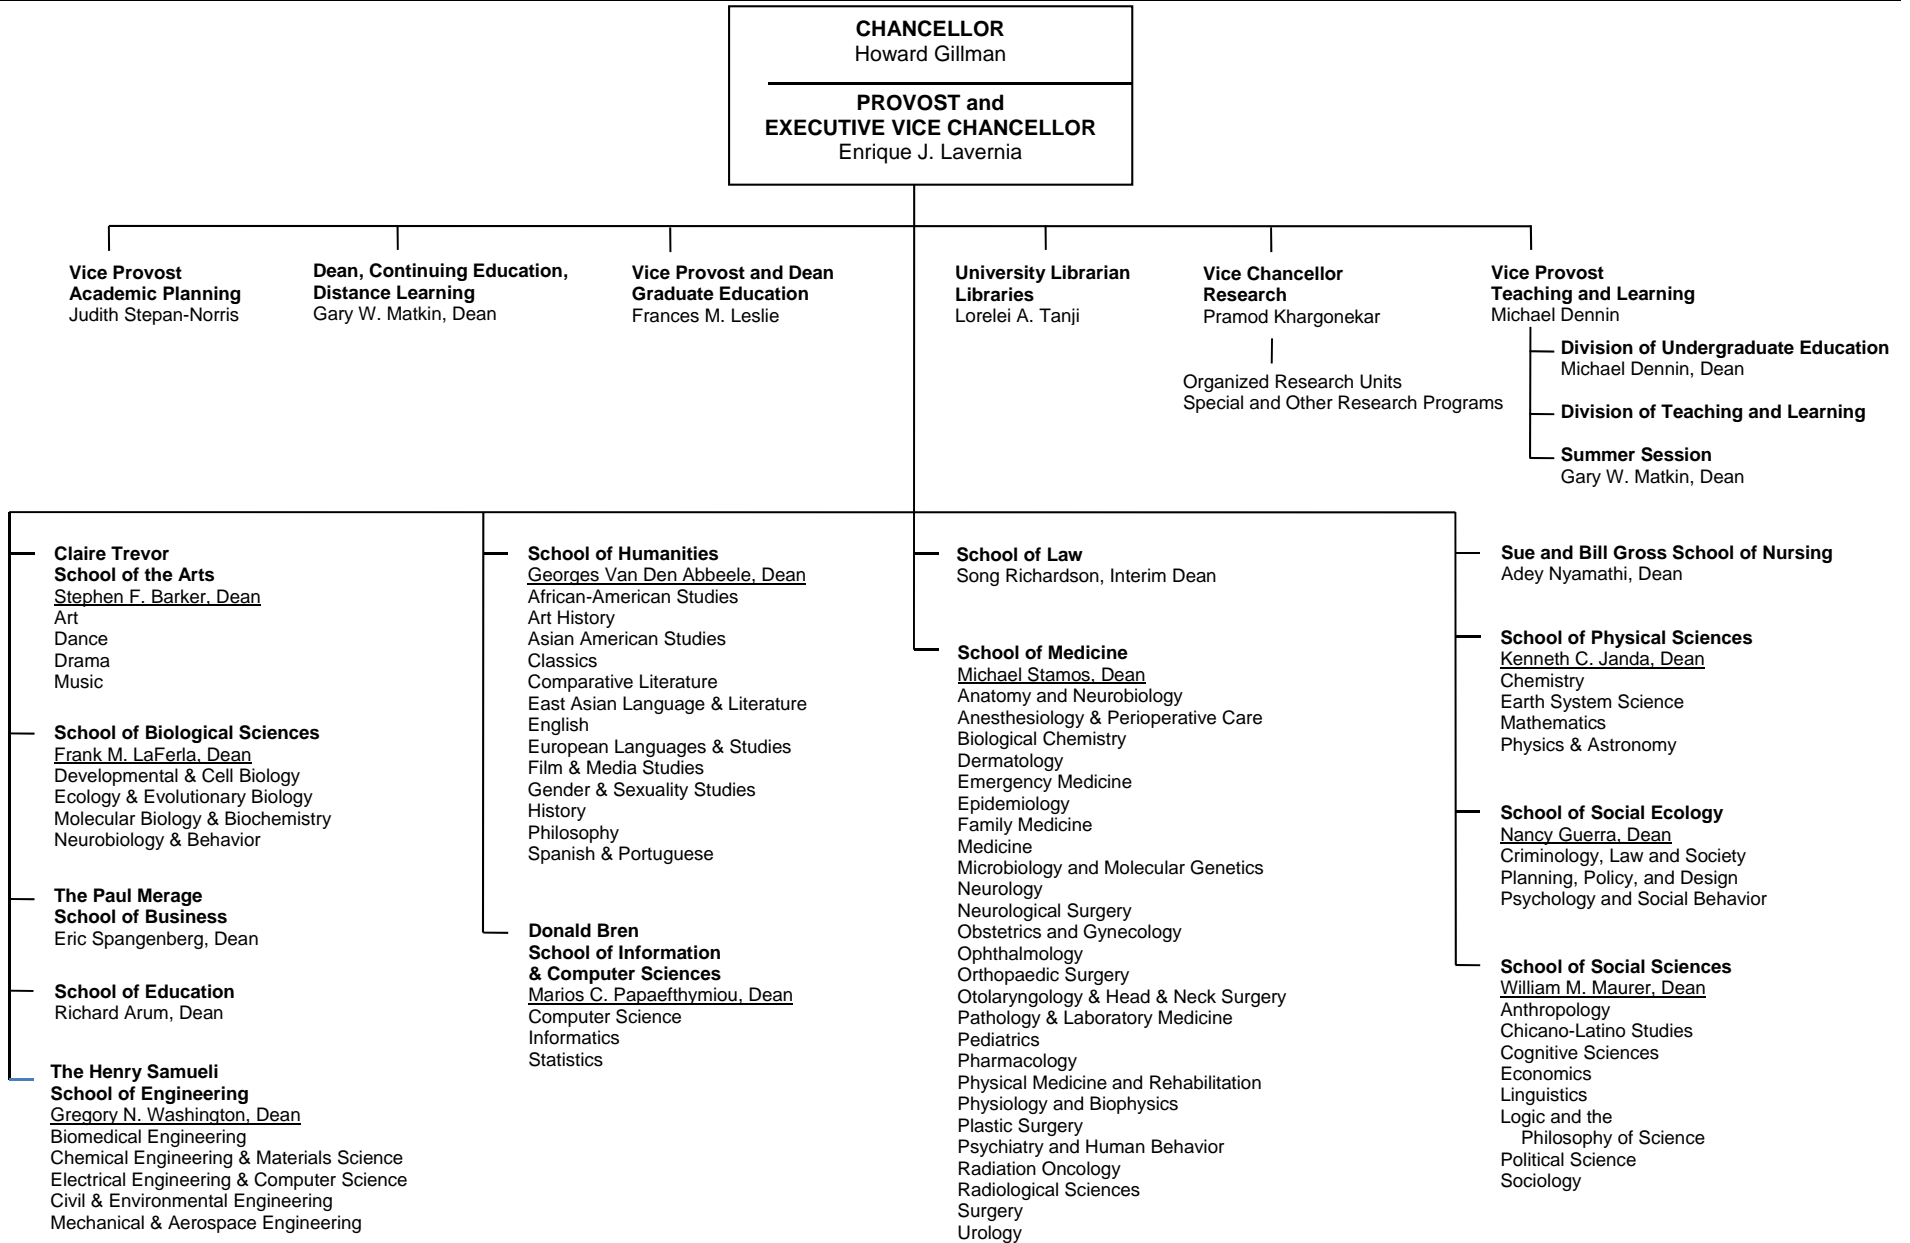 CHANCELLOR
Howard Gillman
PROVOST and
EXECUTIVE VICE CHANCELLOR
Enrique J. Lavernia
Vice Provost
Academic Planning
Judith Stepan-Norris
Dean, Continuing Education,
Distance Learning
Gary W. Matkin, Dean
Vice Provost and Dean
Graduate Education
Frances M. Leslie
University Librarian
Libraries
Lorelei A. Tanji
Vice Chancellor
Research
Pramod Khargonekar
Organized Research Units
Special and Other Research Programs
Vice Provost
Teaching and Learning
Michael Dennin
Division of Undergraduate Education
Michael Dennin, Dean
Division of Teaching and Learning
Summer Session
Gary W. Matkin, Dean
Claire Trevor
School of the Arts
Stephen F. Barker, Dean
Art
Dance
Drama
Music
School of Biological Sciences
Frank M. LaFerla, Dean
Developmental & Cell Biology
Ecology & Evolutionary Biology
Molecular Biology & Biochemistry
Neurobiology & Behavior
The Paul Merage
School of Business
Eric Spangenberg, Dean
School of Education
Richard Arum, Dean
The Henry Samueli
School of Engineering
Gregory N. Washington, Dean
Biomedical Engineering
Chemical Engineering & Materials Science
Electrical Engineering & Computer Science
Civil & Environmental Engineering
Mechanical & Aerospace Engineering
School of Humanities
Georges Van Den Abbeele, Dean
African-American Studies
Art History
Asian American Studies
Classics
Comparative Literature
East Asian Language & Literature
English
European Languages & Studies
Film & Media Studies
Gender & Sexuality Studies
History
Philosophy
Spanish & Portuguese
Donald Bren
School of Information
& Computer Sciences
Marios C. Papaefthymiou, Dean
Computer Science
Informatics
Statistics
School of Law
Song Richardson, Interim Dean
School of Medicine
Michael Stamos, Dean
Anatomy and Neurobiology
Anesthesiology & Perioperative Care
Biological Chemistry
Dermatology
Emergency Medicine
Epidemiology
Family Medicine
Medicine
Microbiology and Molecular Genetics
Neurology
Neurological Surgery
Obstetrics and Gynecology
Ophthalmology
Orthopaedic Surgery
Otolaryngology & Head & Neck Surgery
Pathology & Laboratory Medicine
Pediatrics
Pharmacology
Physical Medicine and Rehabilitation
Physiology and Biophysics
Plastic Surgery
Psychiatry and Human Behavior
Radiation Oncology
Radiological Sciences
Surgery
Urology
Sue and Bill Gross School of Nursing
Adey Nyamathi, Dean
School of Physical Sciences
Kenneth C. Janda, Dean
Chemistry
Earth System Science
Mathematics
Physics & Astronomy
School of Social Ecology
Nancy Guerra, Dean
Criminology, Law and Society
Planning, Policy, and Design
Psychology and Social Behavior
School of Social Sciences
William M. Maurer, Dean
Anthropology
Chicano-Latino Studies
Cognitive Sciences
Economics
Linguistics
Logic and the
Philosophy of Science
Political Science
Sociology